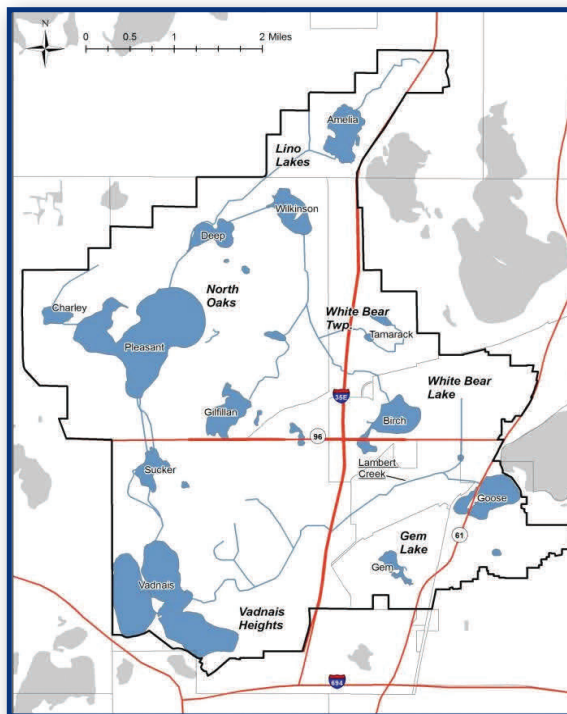 N
0 0.5 1 2 Miles
Amelia
Lino
Lakes
Wilkinson
Deep
North
Oaks
Charley
White Bear
Twp.
Tamarack
Pleasant
White Bear
Lake
35E
Gilfillan
Birch
96
Sucker
Lambert
Creek
Goose
Gem
Lake
61
Gem
Vadnais
Vadnais
Heights
694